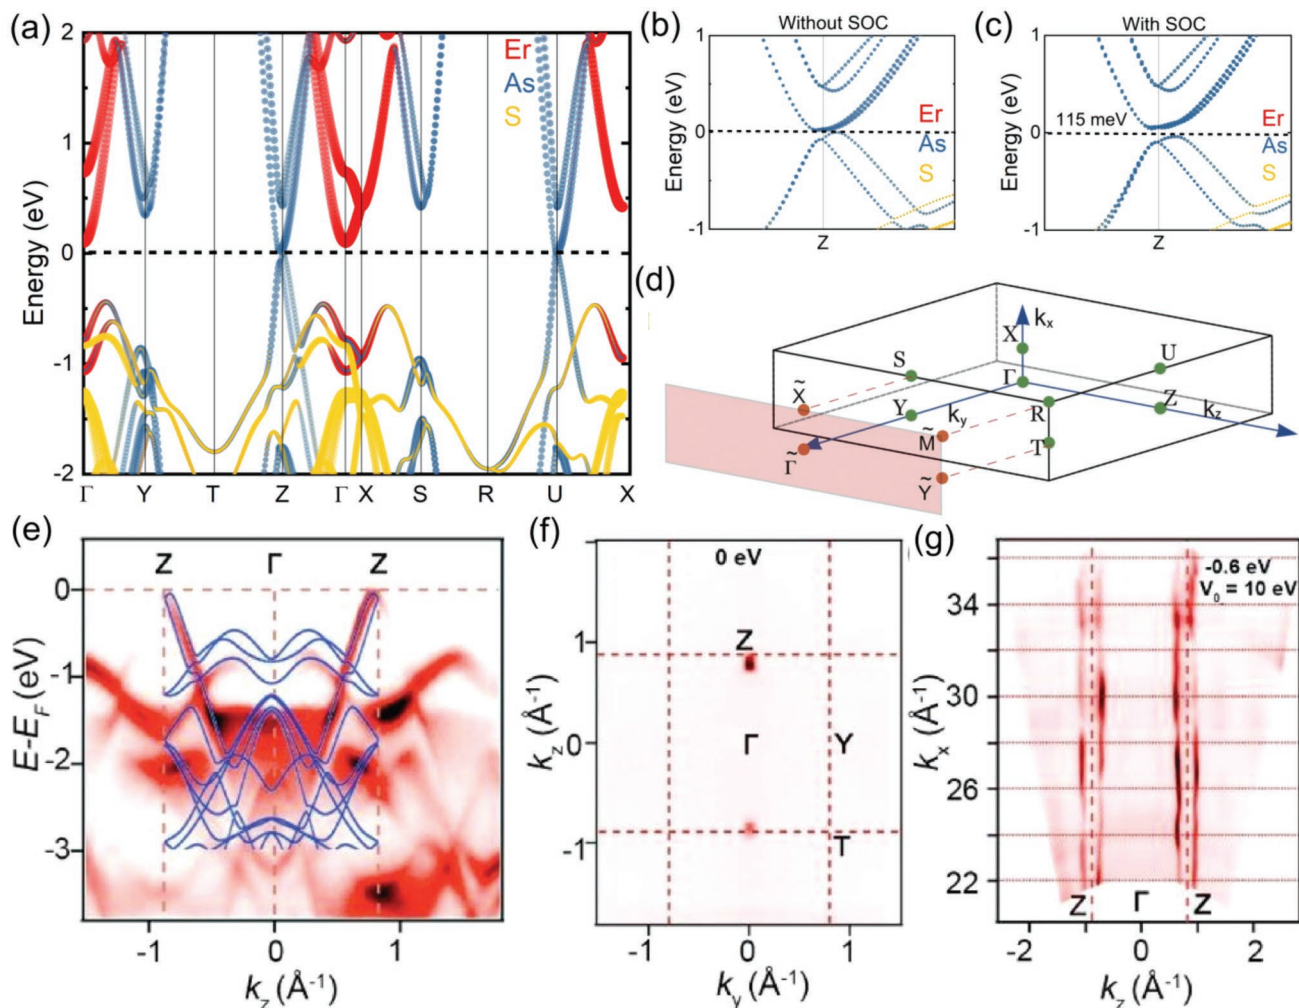 (a)
2
1
0
-1
-2
Energy (eV)
Er
As
S
Γ Y T Z Γ X S R U X
(b)
Without SOC
1
0
-1
Energy (eV)
Er
As
S
Z
(c)
With SOC
1
0
-1
Energy (eV)
115 meV
Er
As
S
Z
(d)
kx
X
U
S
Γ
X̃
Y
ky
R
Z
kz
M̃
T
Γ̃
Ỹ
(e)
Z Γ Z
0
-1
-2
-3
E-EF (eV)
-1 0 1
kz (Å-1)
(f)
0 eV
1
0
-1
kz (Å-1)
Z
Γ Y
T
-1 0 1
ky (Å-1)
(g)
-0.6 eV
V0 = 10 eV
34
30
26
22
kx (Å-1)
Z Γ Z
-2 0 2
kz (Å-1)